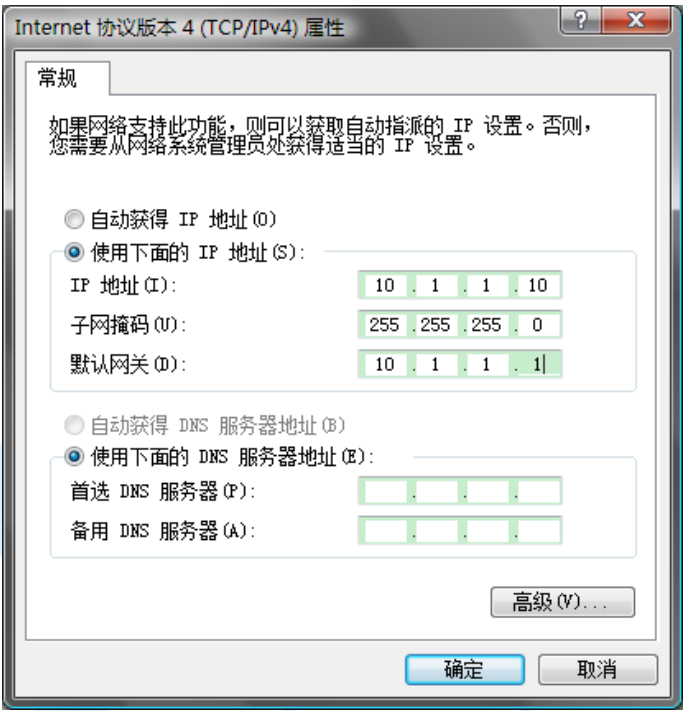 Internet 协议版本 4 (TCP/IPv4) 属性
?
X
常规
如果网络支持此功能，则可以获取自动指派的 IP 设置。否则，
您需要从网络系统管理员处获得适当的 IP 设置。
自动获得 IP 地址(O)
使用下面的 IP 地址(S):
IP 地址(I): 10 . 1 . 1 . 10
子网掩码(U): 255 . 255 . 255 . 0
默认网关(D): 10 . 1 . 1 . 1
自动获得 DNS 服务器地址(B)
使用下面的 DNS 服务器地址(E):
首选 DNS 服务器(P): . . .
备用 DNS 服务器(A): . . .
高级(V)...
确定 取消